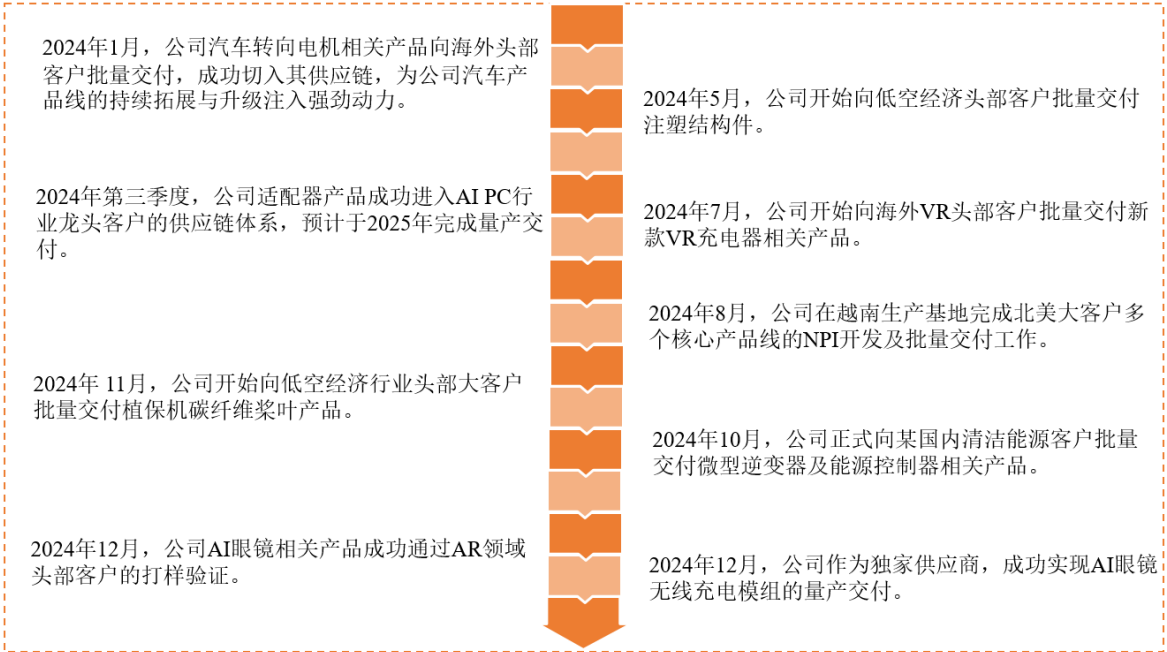 2024年1月，公司汽车转向电机相关产品向海外头部
客户批量交付，成功切入其供应链，为公司汽车产
品线的持续拓展与升级注入强劲动力。
2024年5月，公司开始向低空经济头部客户批量交付
注塑结构件。
2024年第三季度，公司适配器产品成功进入AI PC行
业龙头客户的供应链体系，预计于2025年完成量产交
付。
2024年7月，公司开始向海外VR头部客户批量交付新
款VR充电器相关产品。
2024年8月，公司在越南生产基地完成北美大客户多
个核心产品线的NPI开发及批量交付工作。
2024年 11月，公司开始向低空经济行业头部大客户
批量交付植保机碳纤维桨叶产品。
2024年10月，公司正式向某国内清洁能源客户批量
交付微型逆变器及能源控制器相关产品。
2024年12月，公司AI眼镜相关产品成功通过AR领域
头部客户的打样验证。
2024年12月，公司作为独家供应商，成功实现AI眼镜
无线充电模组的量产交付。